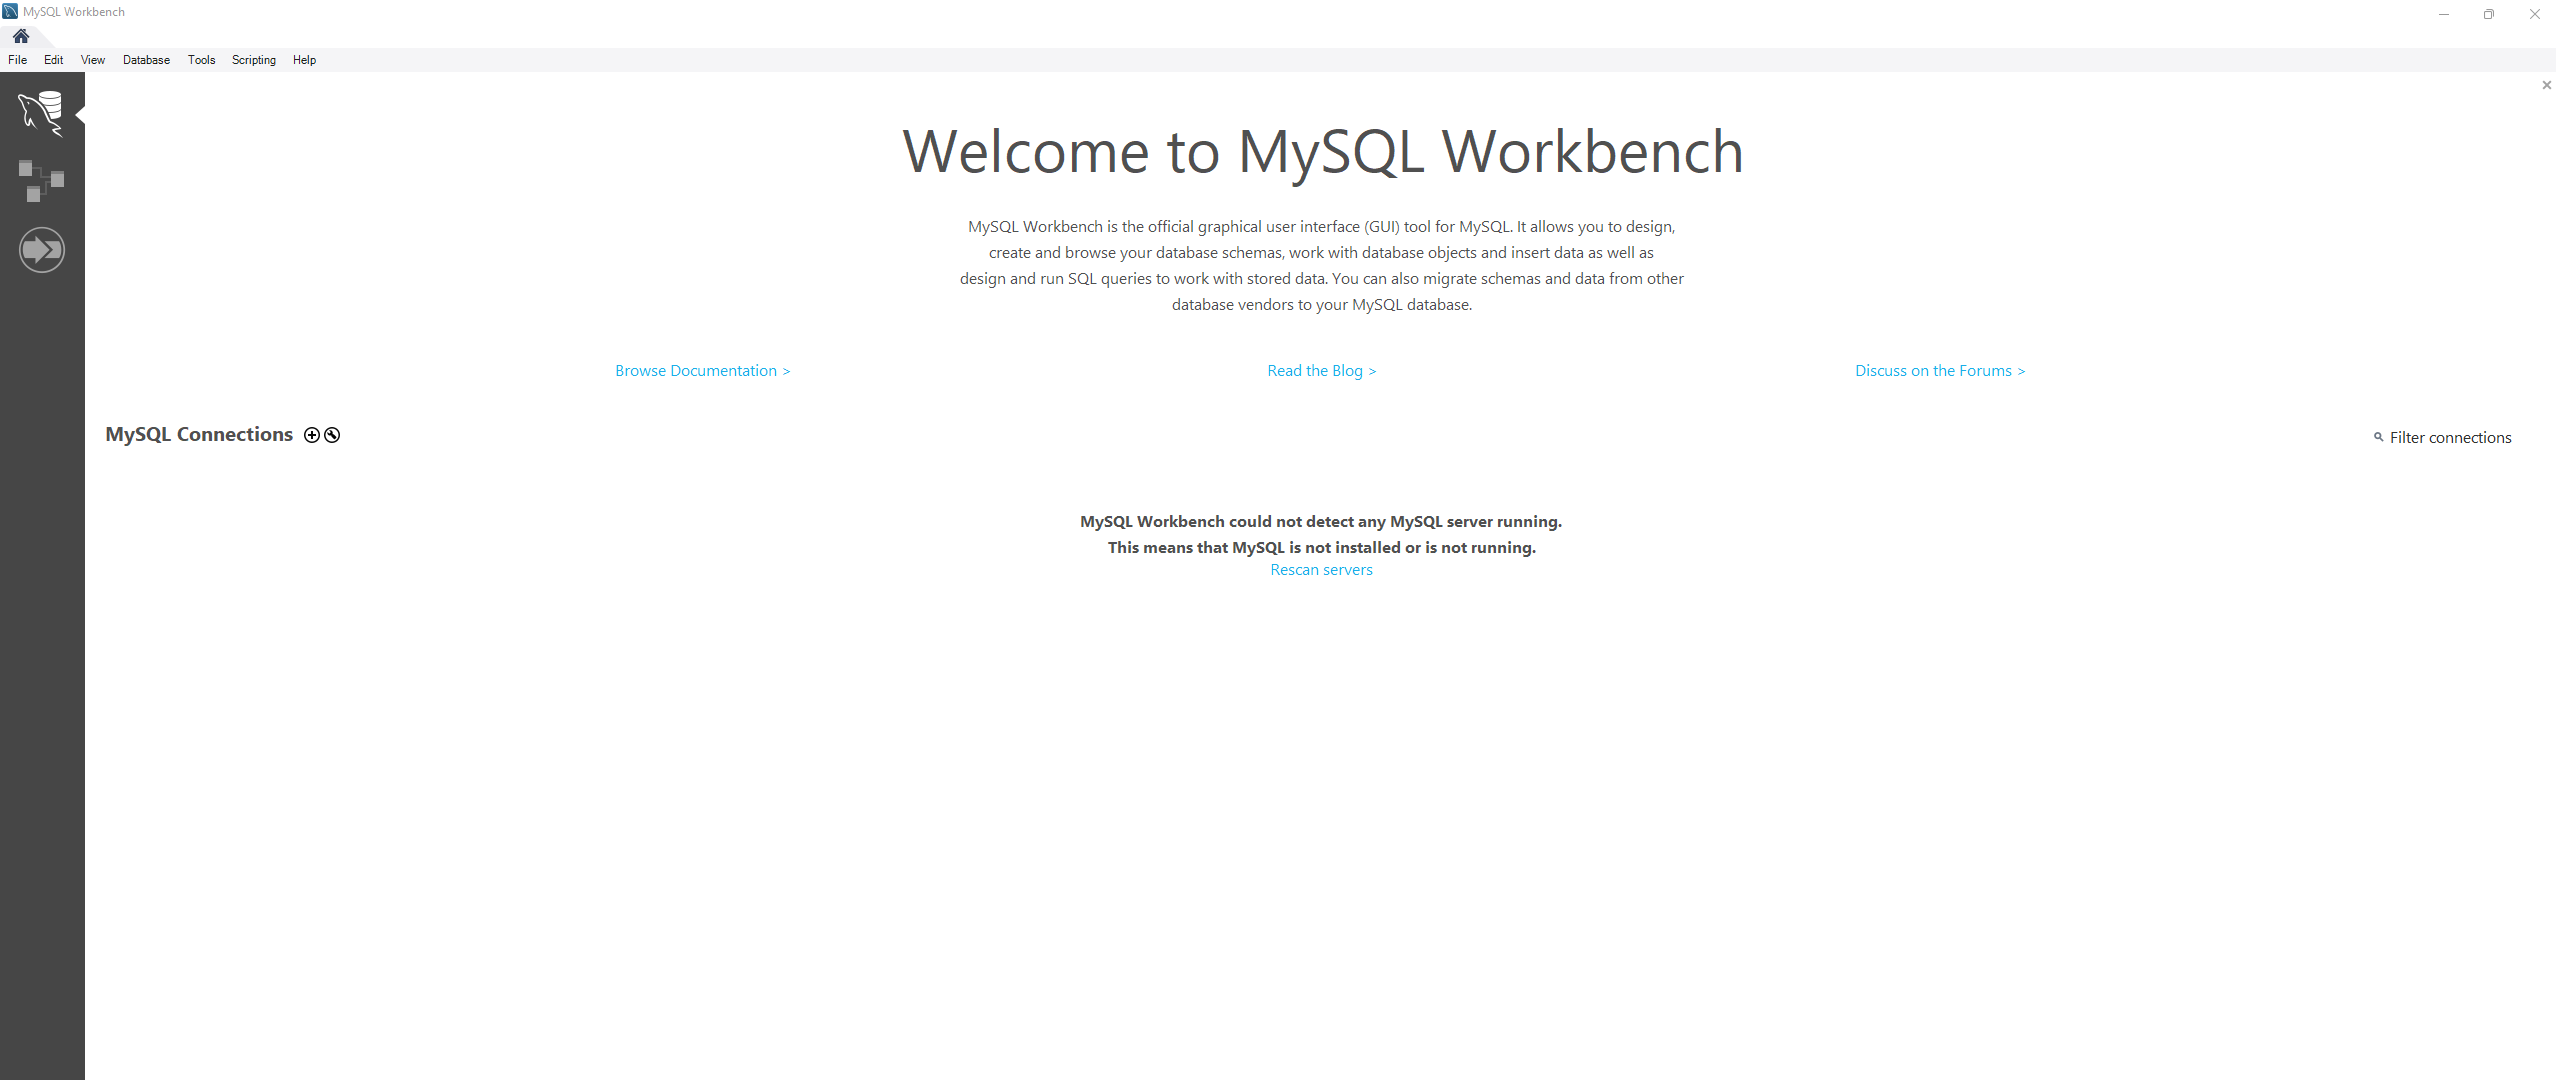 MySQL Workbench
File Edit View Database Tools Scripting Help
Welcome to MySQL Workbench
MySQL Workbench is the official graphical user interface (GUI) tool for MySQL. It allows you to design,
create and browse your database schemas, work with database objects and insert data as well as
design and run SQL queries to work with stored data. You can also migrate schemas and data from other
database vendors to your MySQL database.
Browse Documentation > Read the Blog > Discuss on the Forums >
MySQL Connections Filter connections
MySQL Workbench could not detect any MySQL server running.
This means that MySQL is not installed or is not running.
Rescan servers